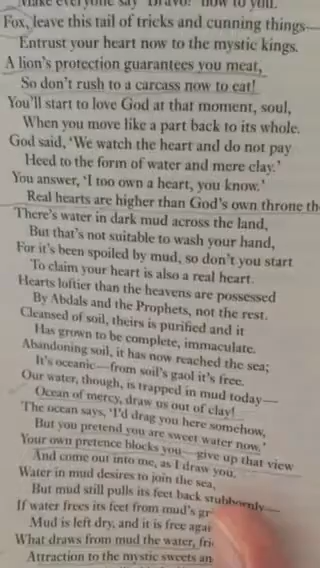 Make everyone say 'Bravo!' now to you.
Fox, leave this tail of tricks and cunning things—
Entrust your heart now to the mystic kings.
A lion's protection guarantees you meat,
So don't rush to a carcass now to eat!
You'll start to love God at that moment, soul,
When you move like a part back to its whole.
God said, 'We watch the heart and do not pay
Heed to the form of water and mere clay.'
You answer, 'I too own a heart, you know.'
Real hearts are higher than God's own throne
There's water in dark mud across the land,
But that's not suitable to wash your hand,
For it's been spoiled by mud, so don't you start
To claim your heart is also a real heart.
Hearts loftier than the heavens are possessed
By Abdals and the Prophets, not the rest.
Cleansed of soil, theirs is purified and it
Has grown to be complete, immaculate.
Abandoning soil, it has now reached the sea;
It's oceanic—from soil's gaol it's free.
Our water, though, is trapped in mud today—
Ocean of mercy, draw us out of clay!
The ocean says, 'I'd drag you here somehow,
But you pretend you are sweet water now.'
Your own pretence blocks you—give up that view
And come out into me, as I draw you.
Water in mud desires to join the sea,
But mud still pulls its feet back stubbornly—
If water frees its feet from mud's
Mud is left dry, and it is free
What draws from mud the water,
Attraction to the mystic sweets